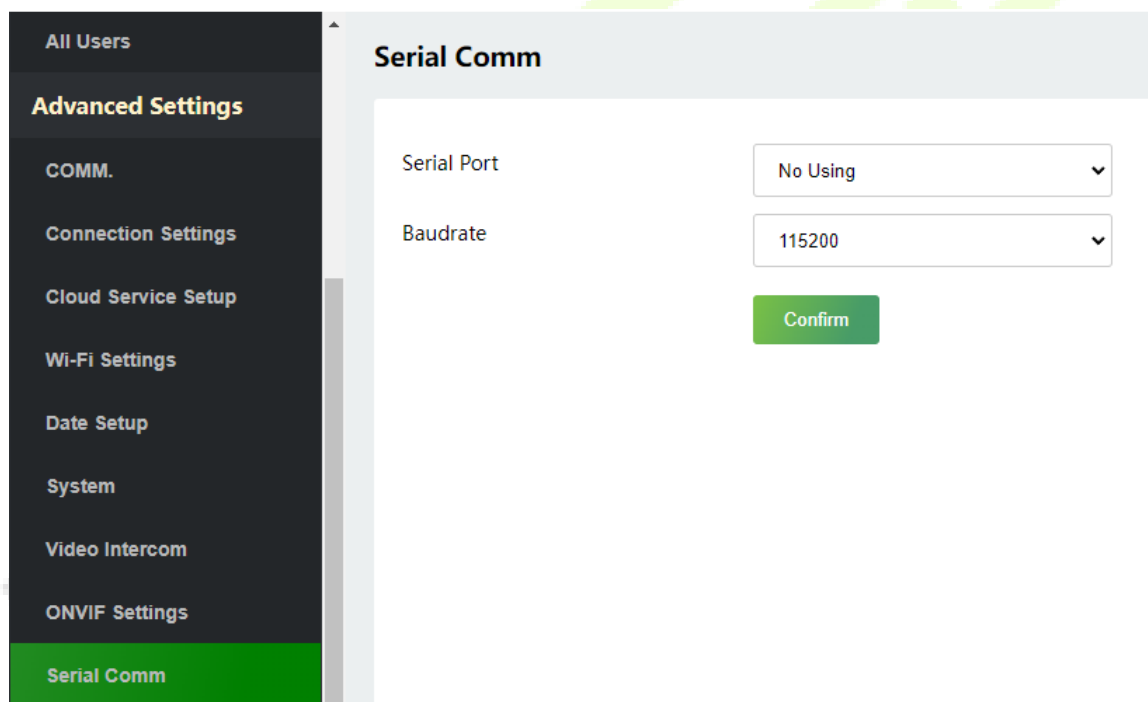 All Users
Advanced Settings
COMM.
Connection Settings
Cloud Service Setup
Wi-Fi Settings
Date Setup
System
Video Intercom
ONVIF Settings
Serial Comm
Serial Comm
Serial Port
No Using
Baudrate
115200
Confirm